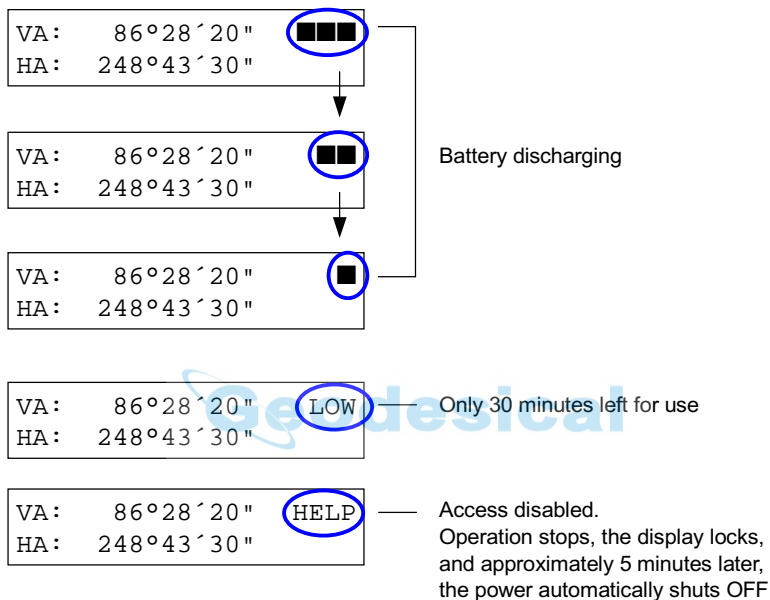 VA: 86°28´20" ■■■
HA: 248°43´30"
VA: 86°28´20" ■■
HA: 248°43´30"
Battery discharging
VA: 86°28´20" ■
HA: 248°43´30"
Geodesical
VA: 86°28´20" LOW
HA: 248°43´30"
Only 30 minutes left for use
VA: 86°28´20" HELP
HA: 248°43´30"
Access disabled.
Operation stops, the display locks,
and approximately 5 minutes later,
the power automatically shuts OFF